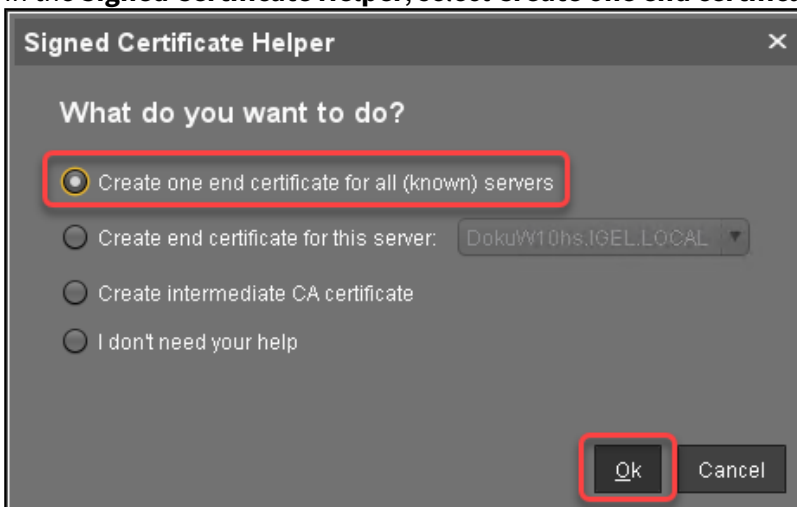 Signed Certificate Helper
What do you want to do?
Create one end certificate for all (known) servers
Create end certificate for this server: DokuW10hs.IGEL.LOCAL
Create intermediate CA certificate
I don't need your help
Ok Cancel